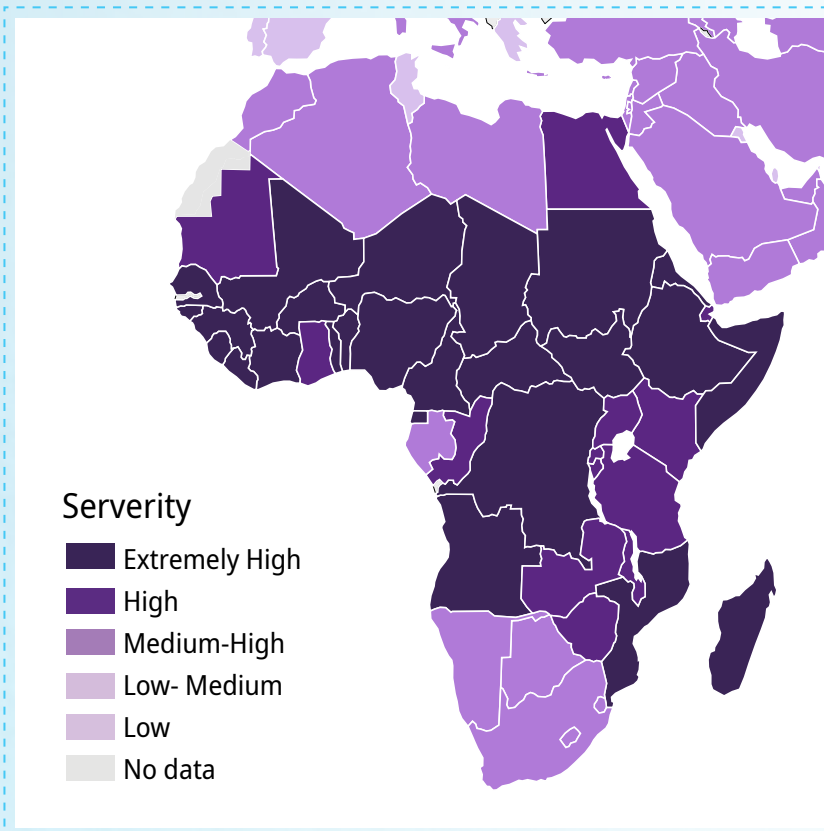 Serverity
Extremely High
High
Medium-High
Low- Medium
Low
No data